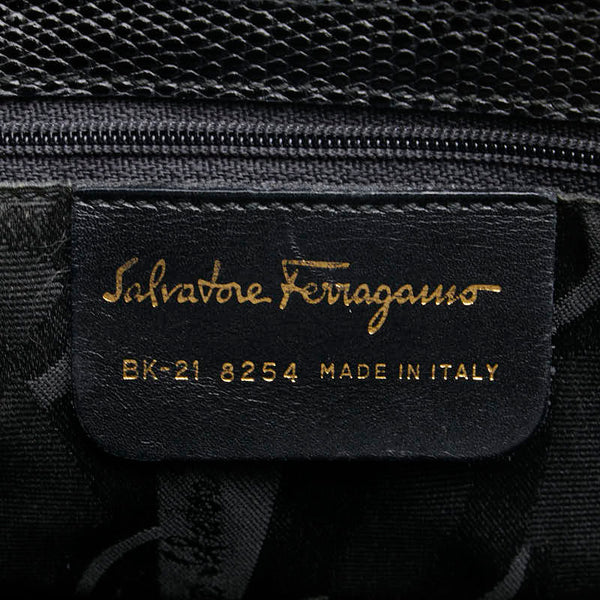 Salvatore Ferragamo
BK-21 8254 MADE IN ITALY